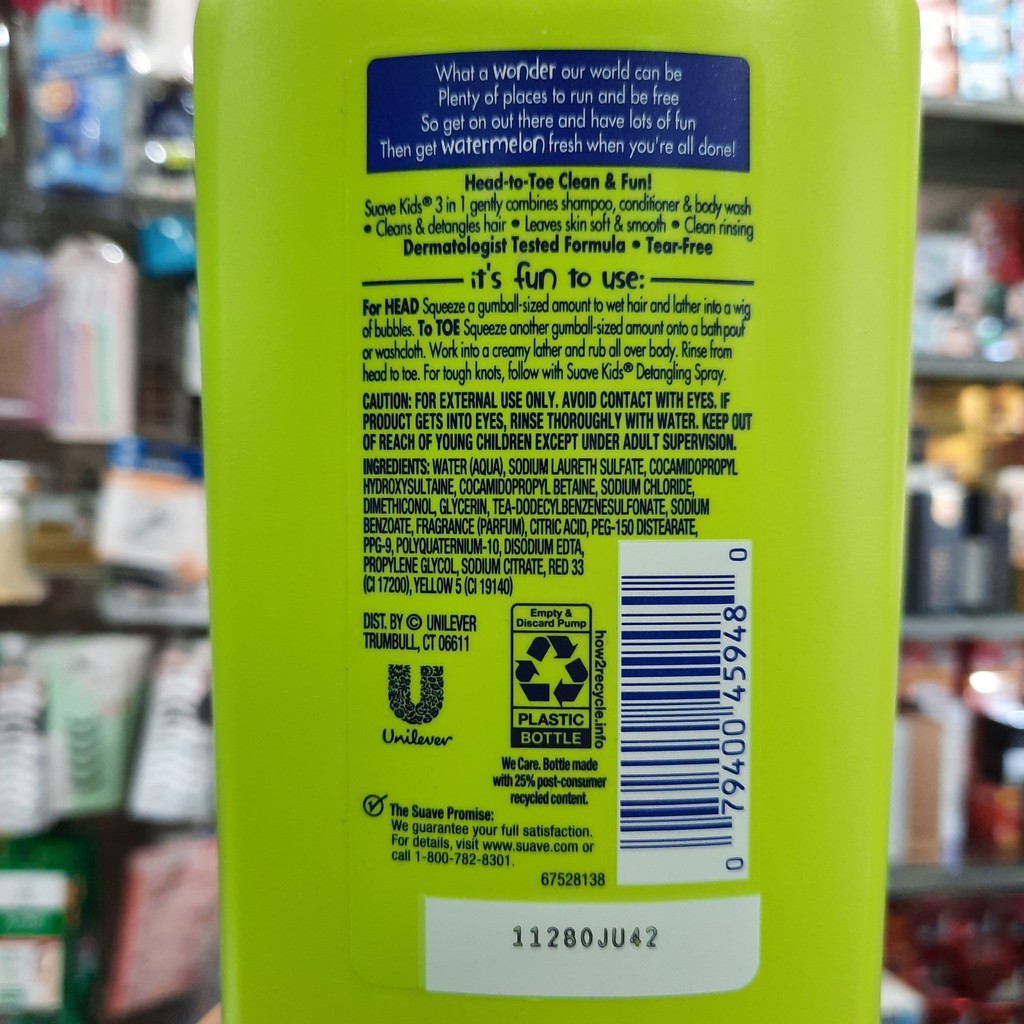 What a wonder our world can be
Plenty of places to run and be free
So get on out there and have lots of fun
Then get watermelon fresh when you're all done!
Head-to-Toe Clean & Fun!
Suave Kids® 3 in 1 gently combines shampoo, conditioner & body wash
• Cleans & detangles hair • Leaves skin soft & smooth • Clean rinsing
Dermatologist Tested Formula • Tear-Free
it's fun to use:
For HEAD Squeeze a gumball-sized amount to wet hair and lather into a wig
of bubbles. To TOE Squeeze another gumball-sized amount onto a bath pouf
or washcloth. Work into a creamy lather and rub all over body. Rinse from
head to toe. For tough knots, follow with Suave Kids® Detangling Spray.
CAUTION: FOR EXTERNAL USE ONLY. AVOID CONTACT WITH EYES. IF
PRODUCT GETS INTO EYES, RINSE THOROUGHLY WITH WATER. KEEP OUT
OF REACH OF YOUNG CHILDREN EXCEPT UNDER ADULT SUPERVISION.
INGREDIENTS: WATER (AQUA), SODIUM LAURETH SULFATE, COCAMIDOPROPYL
HYDROXYSULTAINE, COCAMIDOPROPYL BETAINE, SODIUM CHLORIDE,
DIMETHICONOL, GLYCERIN, TEA-DODECYLBENZENESULFONATE, SODIUM
BENZOATE, FRAGRANCE (PARFUM), CITRIC ACID, PEG-150 DISTEARATE,
PPG-9, POLYQUATERNIUM-10, DISODIUM EDTA,
PROPYLENE GLYCOL, SODIUM CITRATE, RED 33
(CI 17200), YELLOW 5 (CI 19140)
DIST. BY © UNILEVER
TRUMBULL, CT 06611
Unilever
Empty &
Discard Pump
PLASTIC
BOTTLE
how2recycle.info
We Care. Bottle made
with 25% post-consumer
recycled content.
The Suave Promise:
We guarantee your full satisfaction.
For details, visit www.suave.com or
call 1-800-782-8301.
67528138
0 79400 45948 0
11280JU42